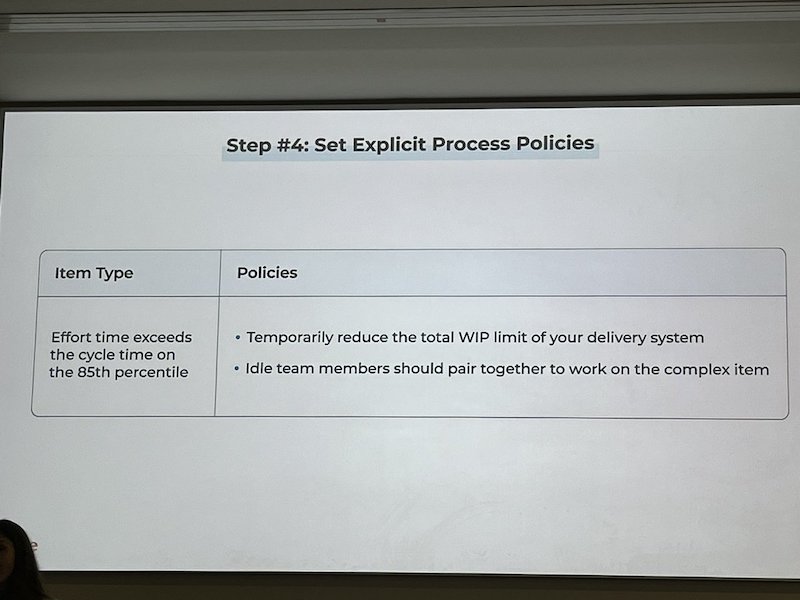 Step #4: Set Explicit Process Policies
Item Type
Policies
Effort time exceeds
the cycle time on
the 85th percentile
• Temporarily reduce the total WIP limit of your delivery system
• Idle team members should pair together to work on the complex item